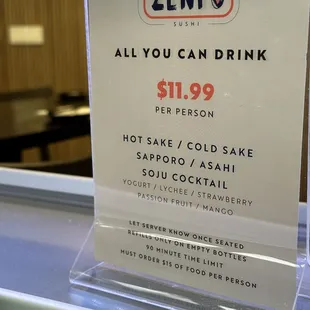 SUSHI
ALL YOU CAN DRINK
$11.99
PER PERSON
HOT SAKE / COLD SAKE
SAPPORO / ASAHI
SOJU COCKTAIL
YOGURT / LYCHEE / STRAWBERRY
PASSION FRUIT / MANGO
LET SERVER KNOW ONCE SEATED
REFILLS ONLY ON EMPTY BOTTLES
90 MINUTE TIME LIMIT
MUST ORDER $15 OF FOOD PER PERSON